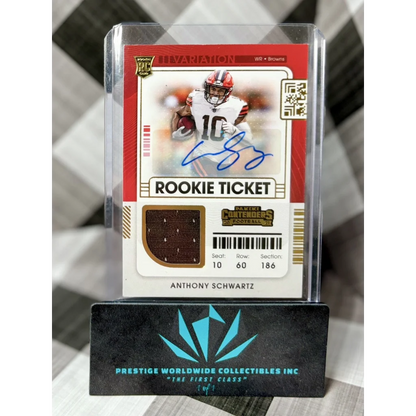 RC
VARIATION
WR • Browns
10
ROOKIE TICKET
PANINI
CONTENDERS
FOOTBALL
Seat: Row: Section:
10 60 186
ANTHONY SCHWARTZ
PRESTIGE WORLDWIDE COLLECTIBLES INC
"THE FIRST CLASS"